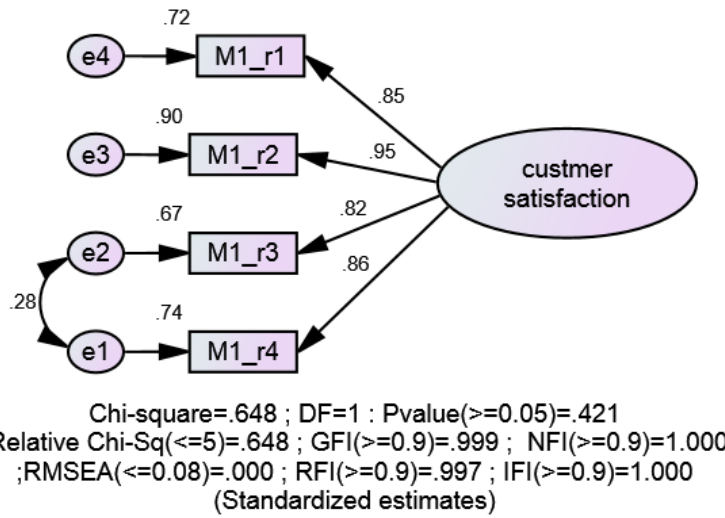 .72
e4 M1_r1
.85
.90
e3 M1_r2
.95
custmer
satisfaction
.67
.82
e2 M1_r3
.86
.28
.74
e1 M1_r4
Chi-square=.648 ; DF=1 : Pvalue(>=0.05)=.421
Relative Chi-Sq(<=5)=.648 ; GFI(>=0.9)=.999 ; NFI(>=0.9)=1.000
;RMSEA(<=0.08)=.000 ; RFI(>=0.9)=.997 ; IFI(>=0.9)=1.000
(Standardized estimates)